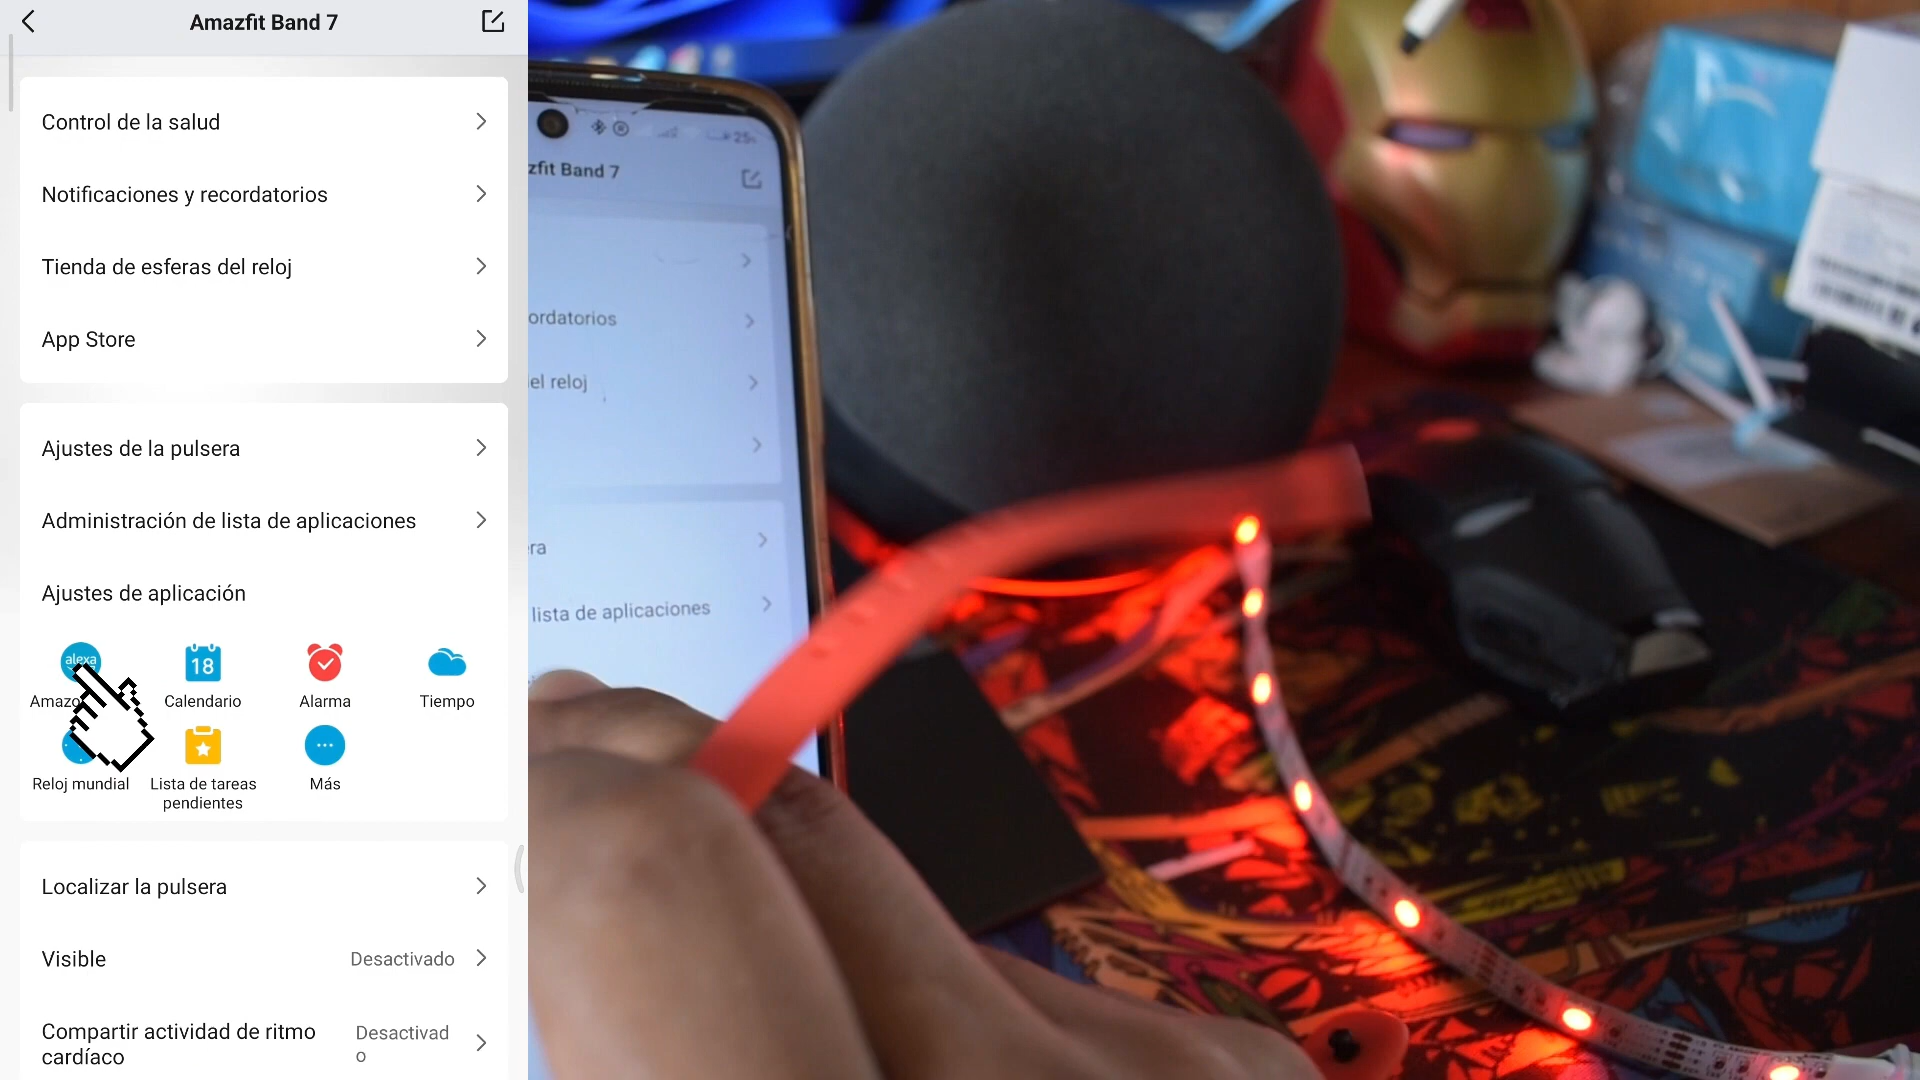 Amazfit Band 7
Control de la salud
Notificaciones y recordatorios
Tienda de esferas del reloj
App Store
Ajustes de la pulsera
Administración de lista de aplicaciones
Ajustes de aplicación
alexa
18
Calendario
Alarma
Tiempo
Reloj mundial
Lista de tareas
pendientes
Más
Localizar la pulsera
Visible
Desactivado
Compartir actividad de ritmo
cardíaco
Desactivad
o
25%
zfit Band 7
ordatorios
el reloj
ra
lista de aplicaciones